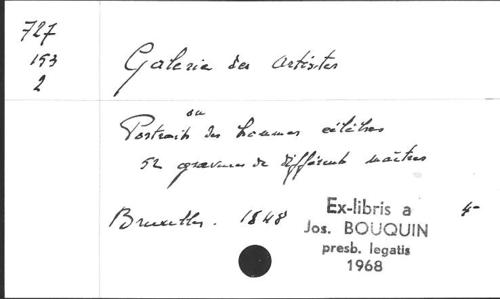 727
193
2
Galerie des artistes
ou
Portraits des hommes célèbres
52 gravures de différents maîtres
Bruxelles. 1848
4-
Ex-libris a
Jos. BOUQUIN
presb. legatis
1968